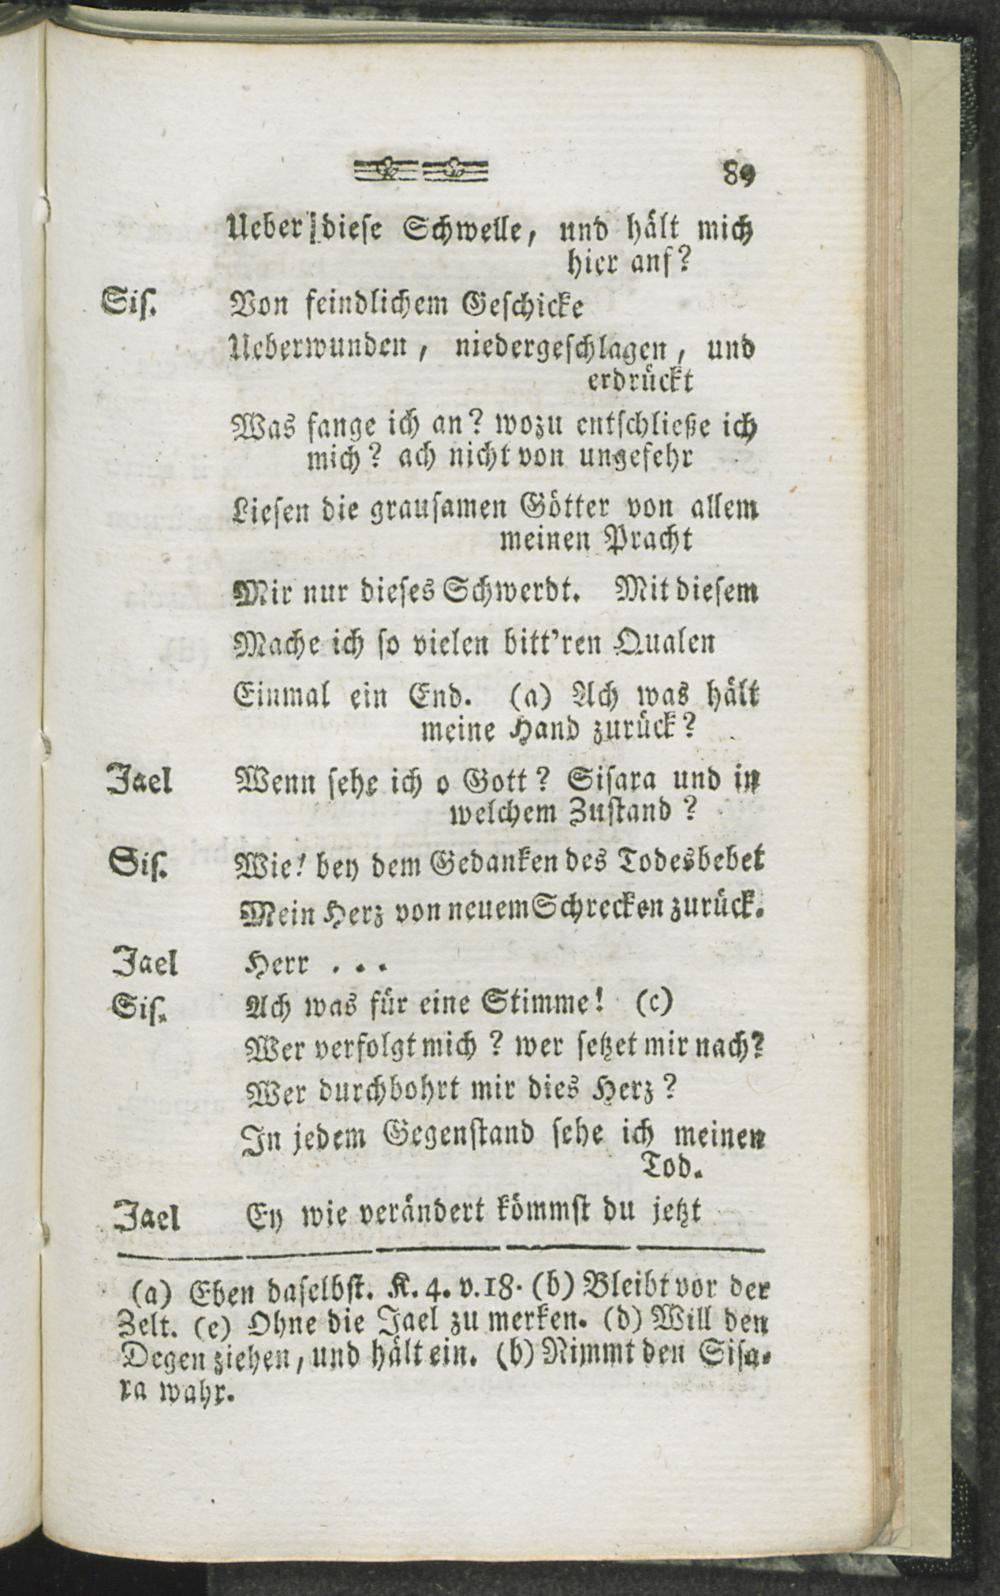 89
Ueber diese Schwelle, und hält mich
hier anf?
Sis. Von feindlichem Geschicke
Ueberwunden, niedergeschlagen, und
erdrückt
Was fange ich an? wozu entschließe ich
mich? ach nicht von ungefehr
Liesen die grausamen Götter von allem
meinen Pracht
Mir nur dieses Schwerdt. Mit diesem
Mache ich so vielen bitt'ren Qualen
Einmal ein End. (a) Ach was hält
meine Hand zurück?
Jael Wenn sehe ich o Gott? Sisara und in
welchem Zustand?
Sis. Wie! bey dem Gedanken des Todesbebet
Mein Herz von neuem Schrecken zurück.
Jael Herr ...
Sis. Ach was für eine Stimme! (c)
Wer verfolgt mich? wer setzet mir nach?
Wer durchbohrt mir dies Herz?
In jedem Gegenstand sehe ich meinen
Tod.
Jael Ey wie verändert kömmst du jetzt
(a) Eben daselbst. K. 4. v. 18. (b) Bleibt vor der
Zelt. (c) Ohne die Jael zu merken. (d) Will den
Degen ziehen, und hält ein. (b) Nimmt den Sisa-
ra wahr.